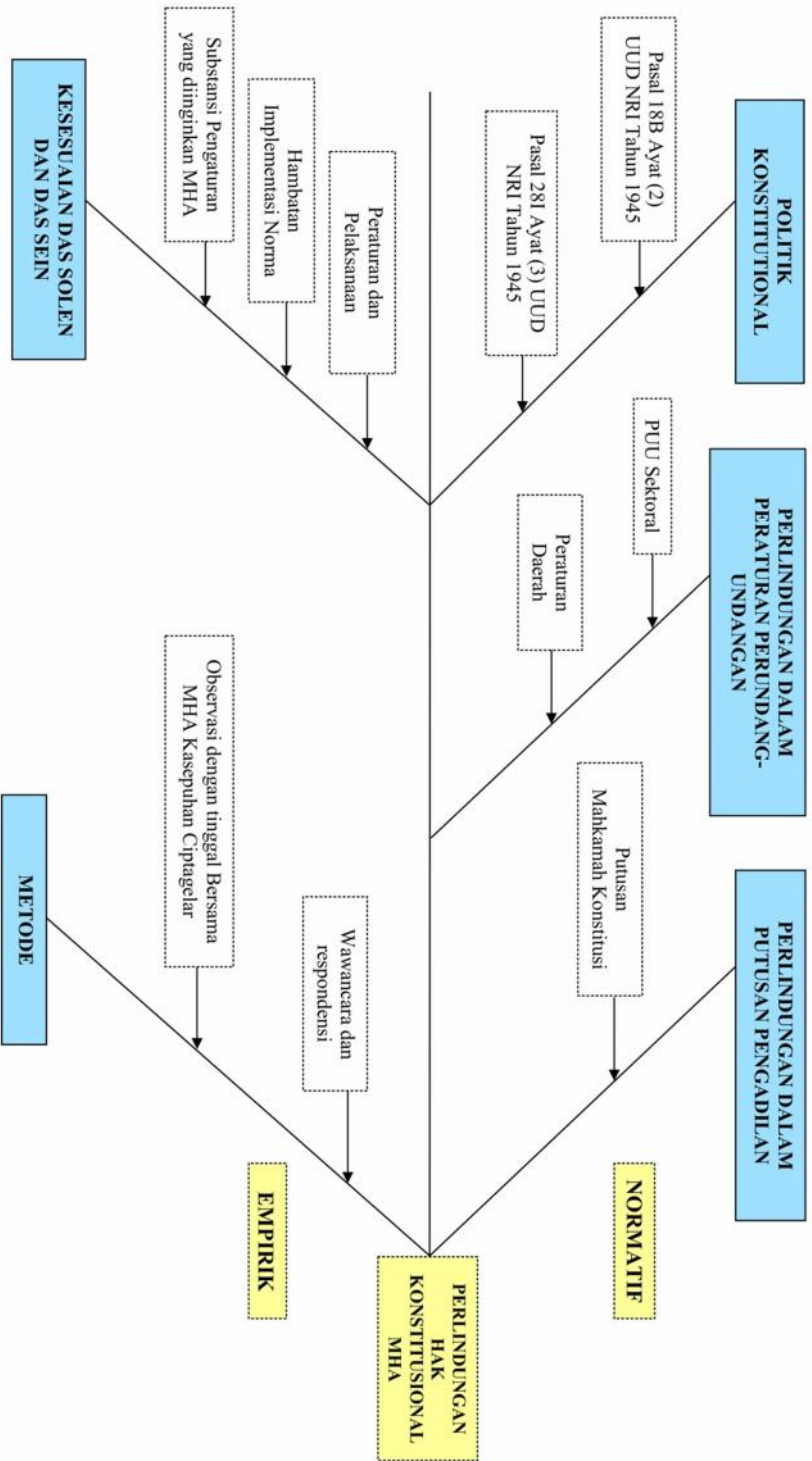 POLITIK
KONSTITUTIONAL
PERLINDUNGAN DALAM
PERATURAN PERUNDANG-
UNDANGAN
PERLINDUNGAN DALAM
PUTUSAN PENGADILAN
Pasal 18B Ayat (2)
UUD NRI Tahun 1945
PUU Sektoral
Putusan
Mahkamah Konstitusi
Pasal 28I Ayat (3) UUD
NRI Tahun 1945
Peraturan
Daerah
NORMATIF
PERLINDUNGAN
HAK
KONSTITUSIONAL
MHA
Peraturan dan
Pelaksanaan
Wawancara dan
respondensi
EMPIRIK
Hambatan
Implementasi Norma
Substansi Pengaturan
yang diinginkan MHA
Observasi dengan tinggal Bersama
MHA Kasepuhan Ciptagelar
KESESUAIAN DAS SOLEN
DAN DAS SEIN
METODE